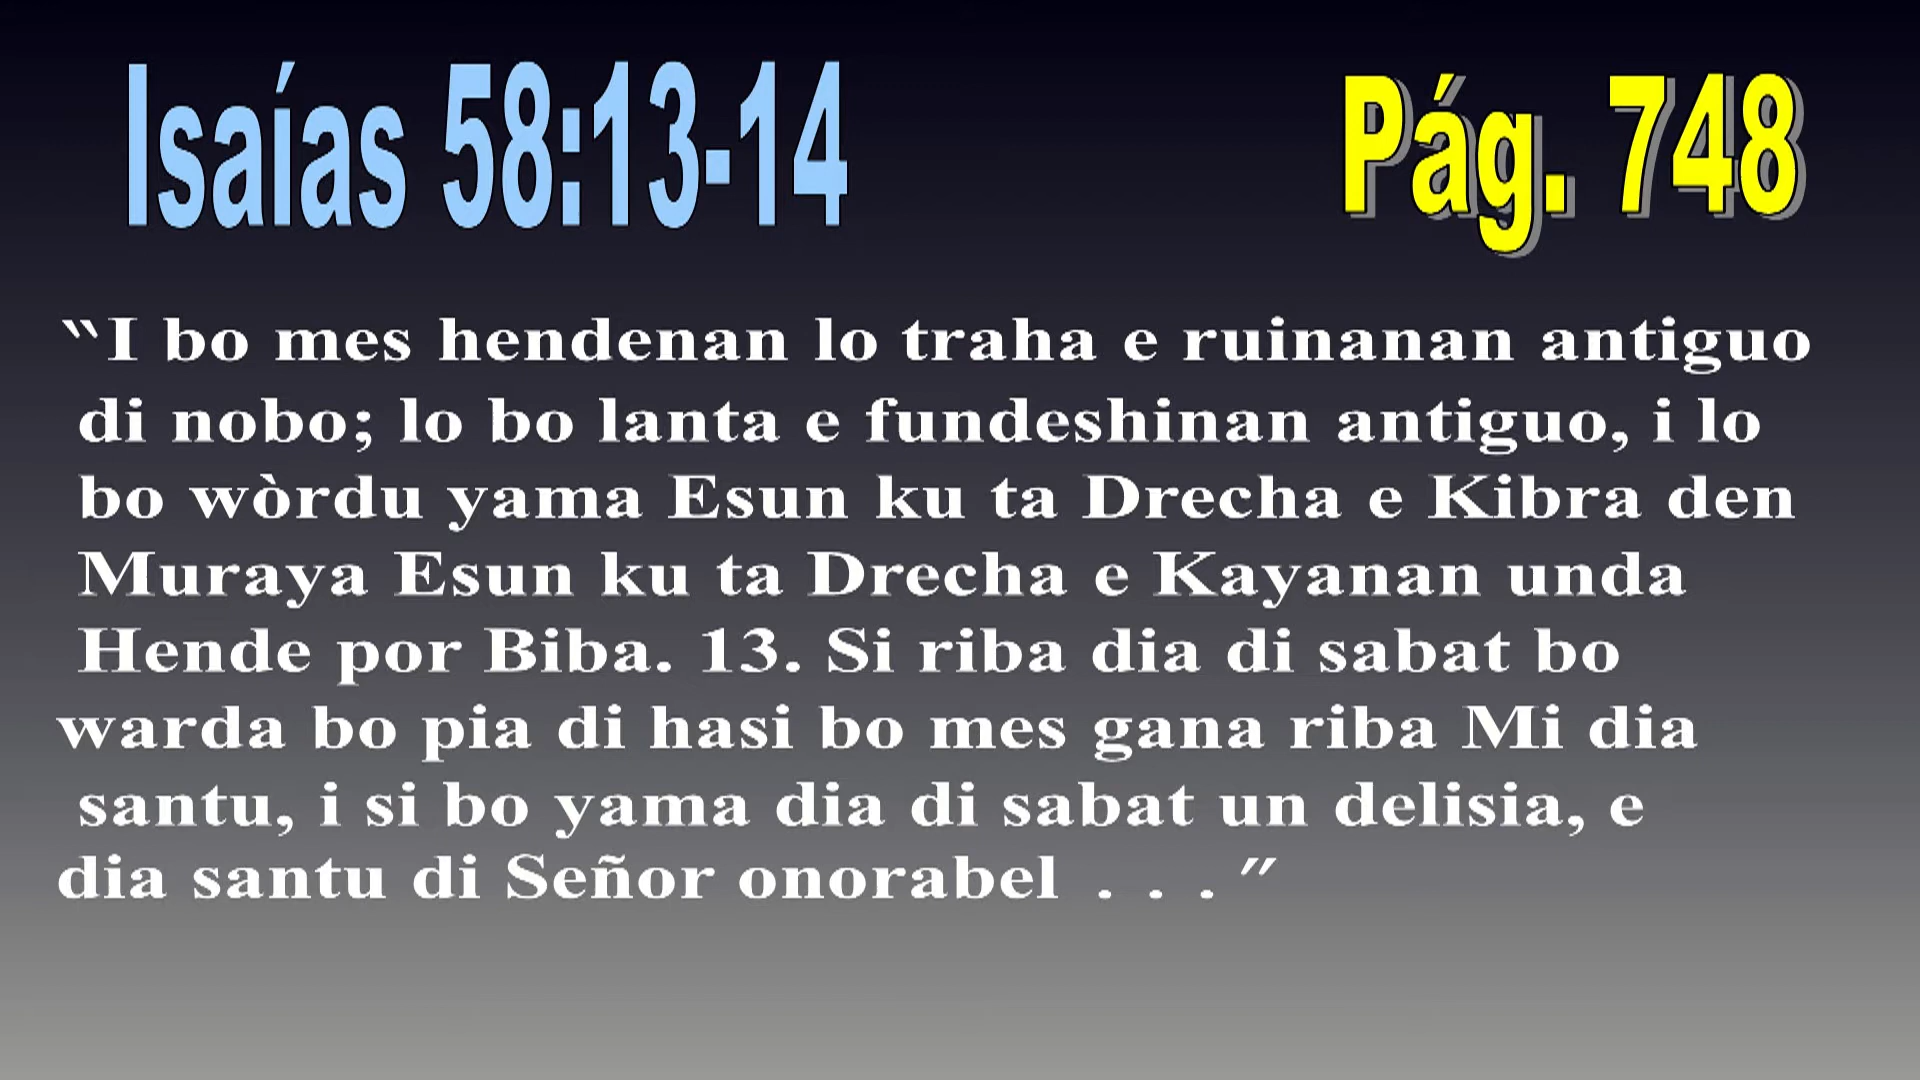 Isaías 58:13-14
Pág. 748
“I bo mes hendenan lo traha e ruinanan antiguo
di nobo; lo bo lanta e fundeshinan antiguo, i lo
bo wòrdu yama Esun ku ta Drecha e Kibra den
Muraya Esun ku ta Drecha e Kayanan unda
Hende por Biba. 13. Si riba dia di sabat bo
warda bo pia di hasi bo mes gana riba Mi dia
santu, i si bo yama dia di sabat un delisia, e
dia santu di Señor onorabel . . .”